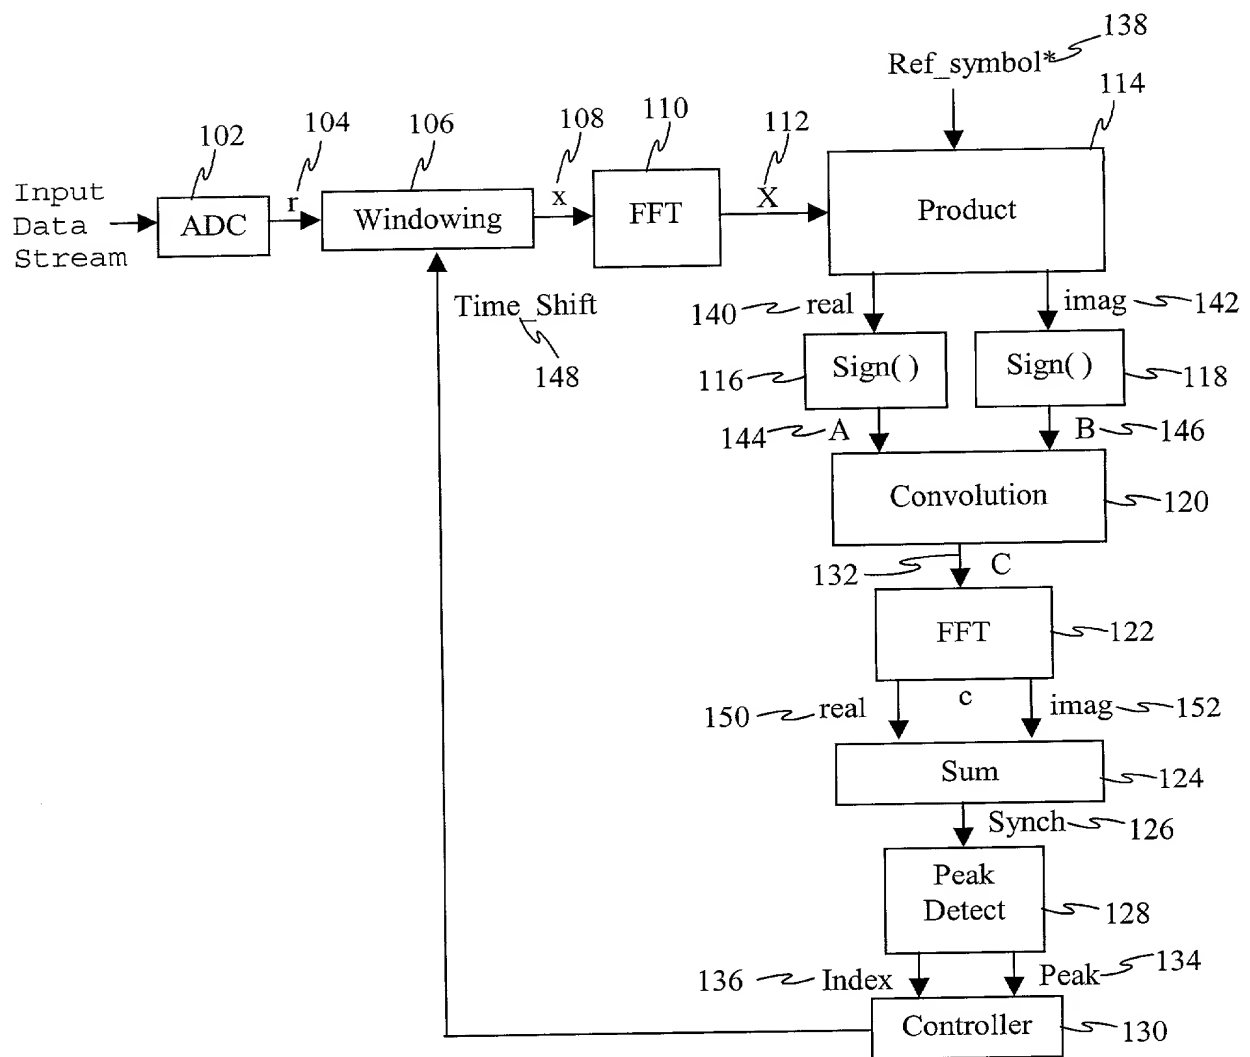 138
Ref_symbol*
114
102
104
106
108
110
112
Input
Data
Stream
ADC
r
Windowing
x
FFT
X
Product
Time_Shift
148
140
real
imag
142
116
Sign( )
Sign( )
118
144
A
B
146
Convolution
120
132
C
FFT
122
150
real
c
imag
152
Sum
124
Synch
126
Peak
Detect
128
136
Index
Peak
134
Controller
130